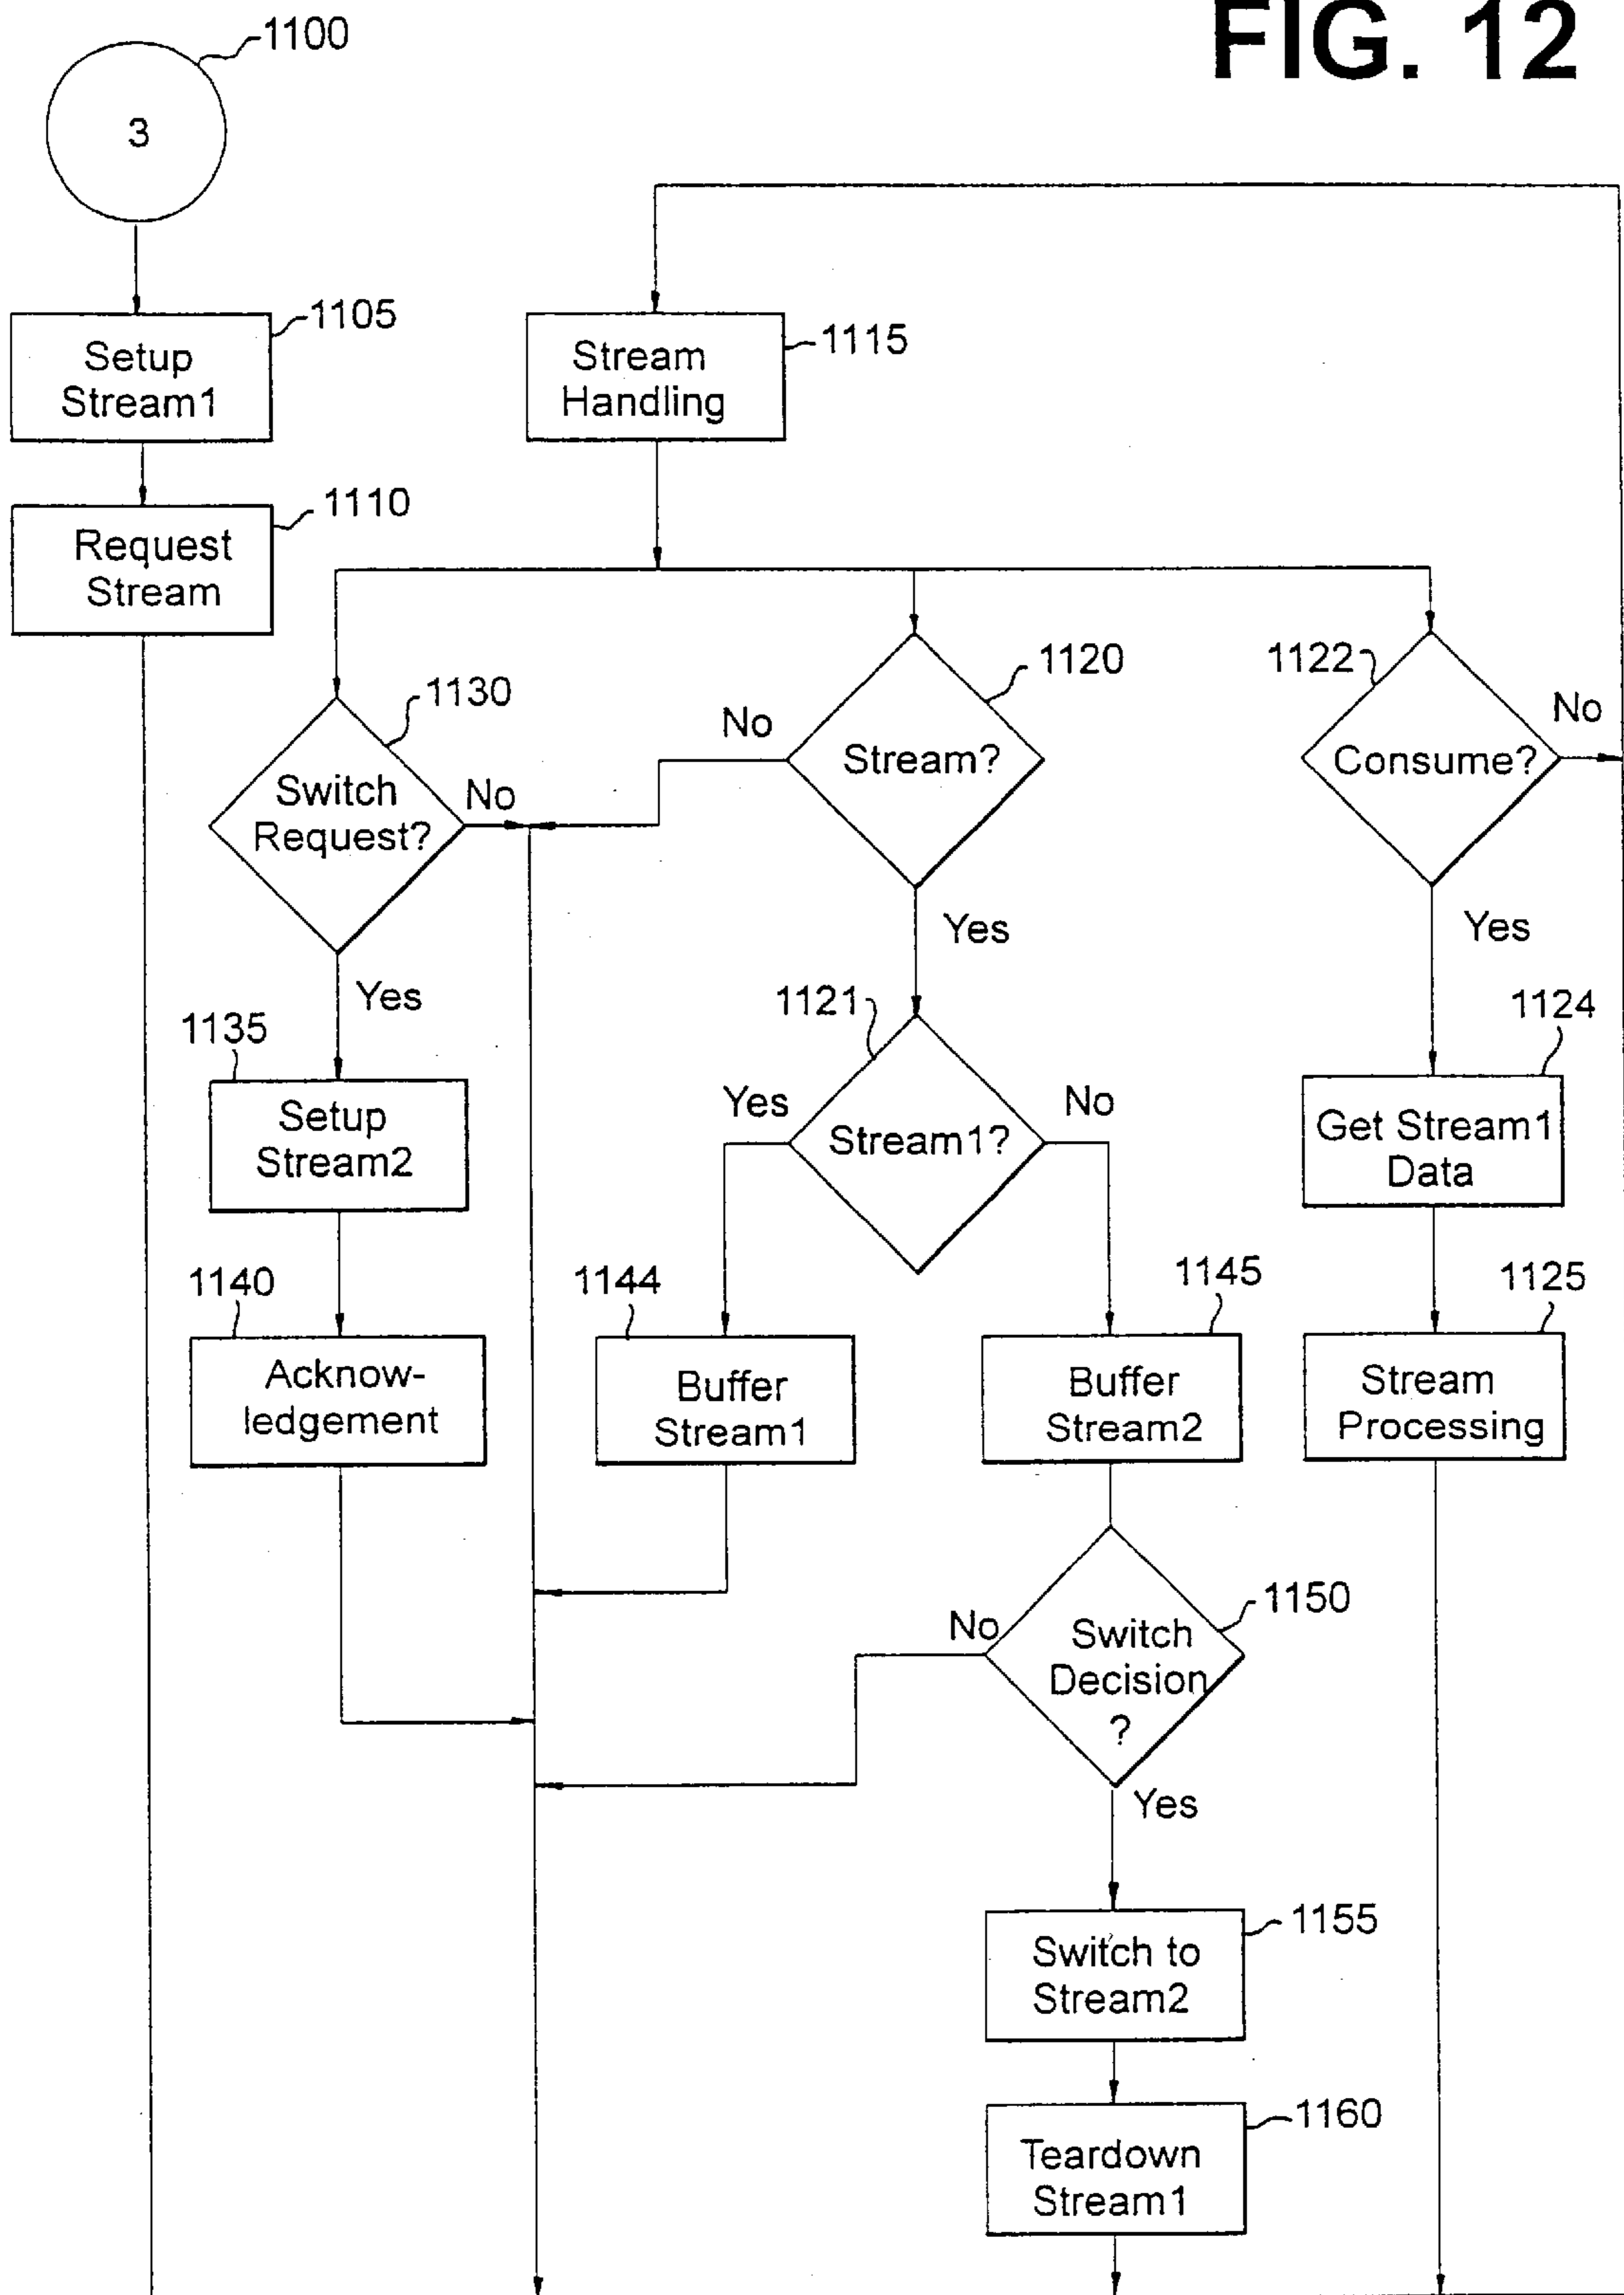 FIG. 12
1100
3
1105
Setup
Stream1
1115
Stream
Handling
1110
Request
Stream
1130
Switch
Request?
No
1120
No
Stream?
1122
No
Consume?
Yes
Yes
Yes
1135
Setup
Stream2
1121
Yes
Stream1?
No
1124
Get Stream1
Data
1140
Acknow-
ledgement
1144
Buffer
Stream1
1145
Buffer
Stream2
1125
Stream
Processing
1150
No
Switch
Decision
?
Yes
1155
Switch to
Stream2
1160
Teardown
Stream1